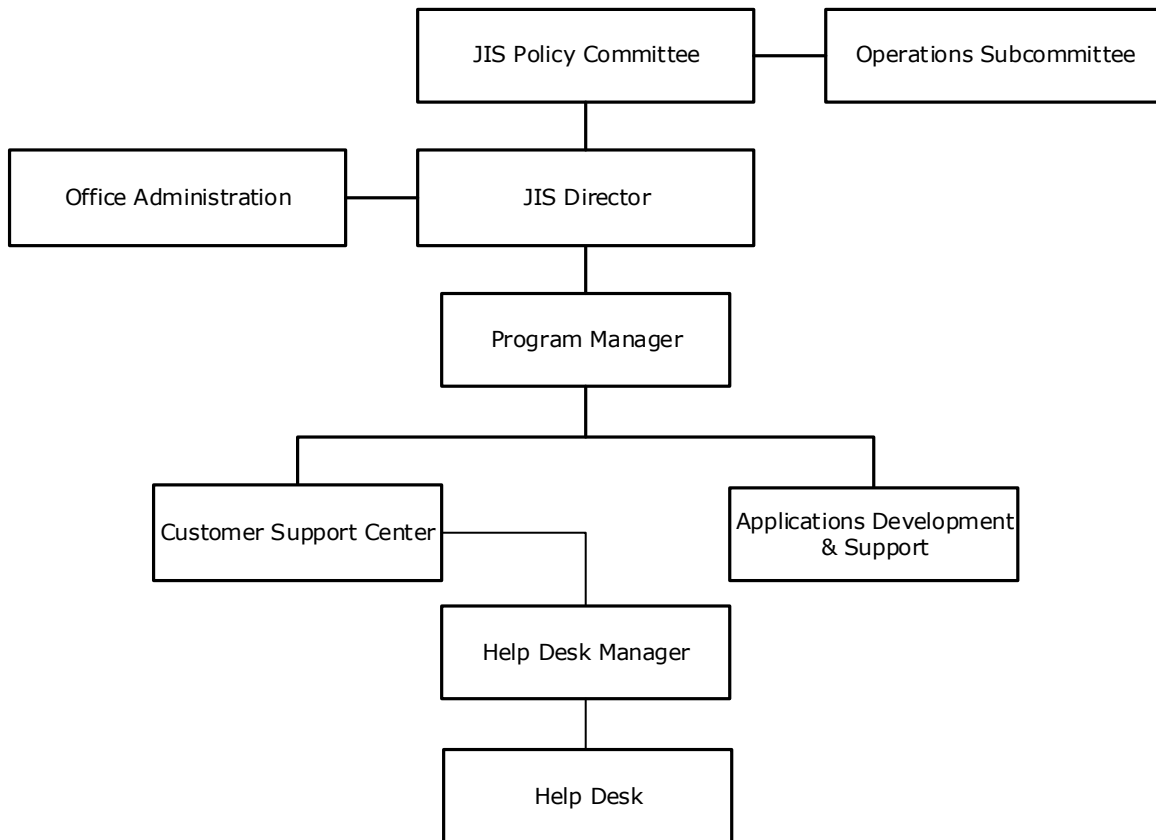 JIS Policy Committee
Operations Subcommittee
Office Administration
JIS Director
Program Manager
Customer Support Center
Applications Development
& Support
Help Desk Manager
Help Desk